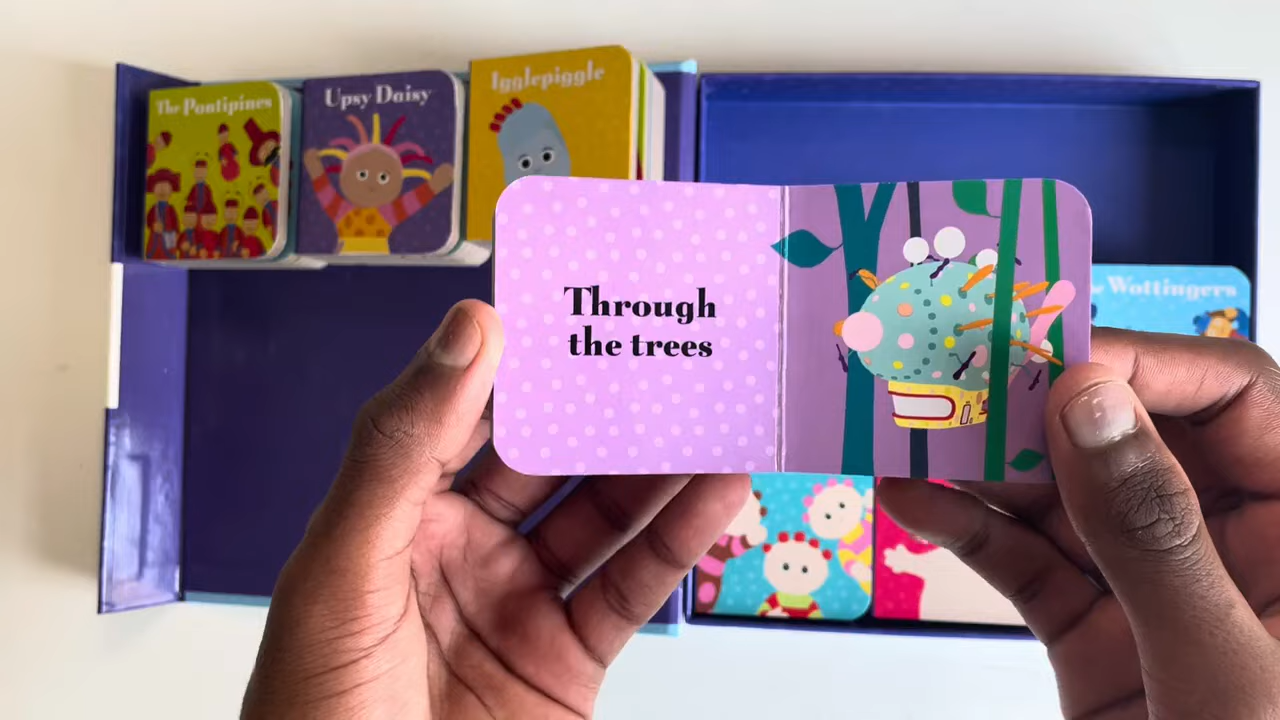 The Pontipines
Upsy Daisy
Igglepiggle
Through
the trees
Wottingers